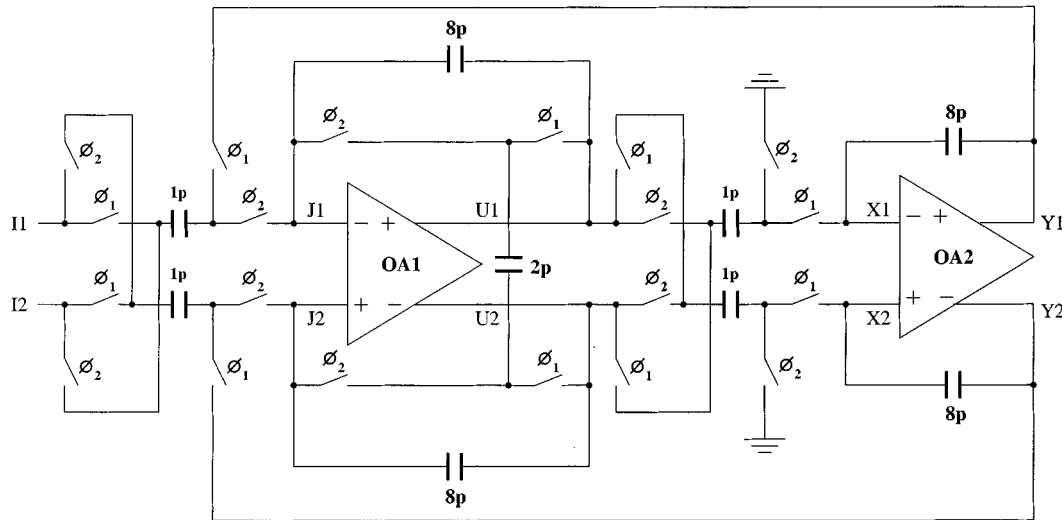 8p
ø2 ø1
8p
ø2 ø1 ø1 ø2
I1 ø1 1p ø2 J1 − + U1 ø2 1p ø1 X1 − + Y1
OA1 2p OA2
I2 ø1 1p ø2 J2 + − U2 ø2 1p ø1 X2 + − Y2
ø2 ø1 ø2 ø1 ø1 ø2
8p
8p